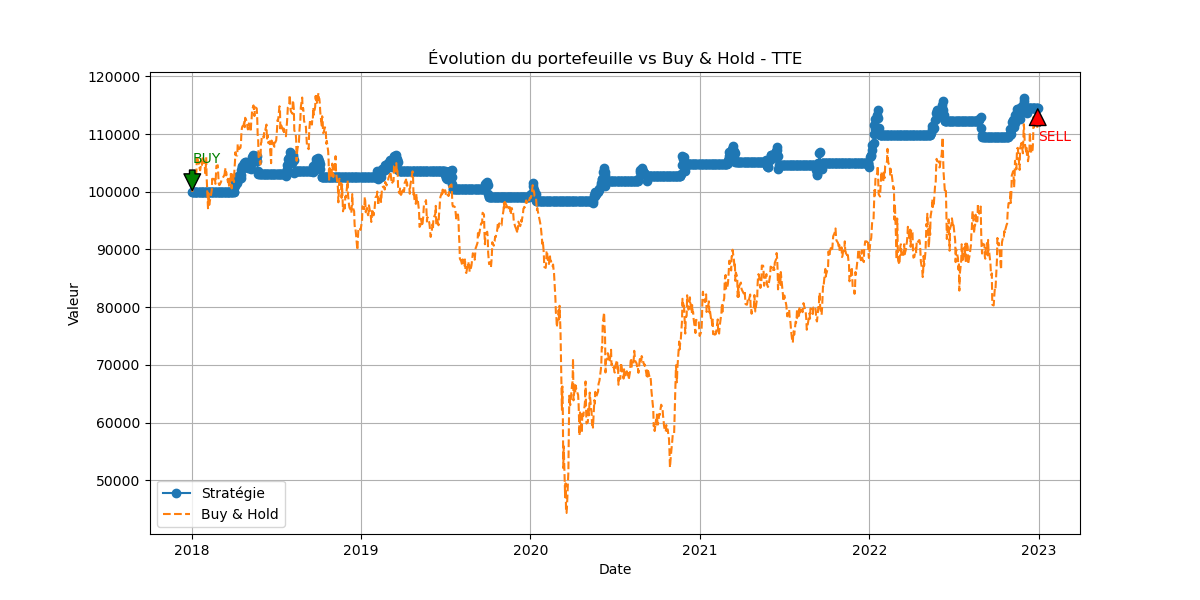 Évolution du portefeuille vs Buy & Hold - TTE
120000
110000
100000
90000
80000
70000
60000
50000
Valeur
BUY
SELL
Stratégie
Buy & Hold
2018
2019
2020
2021
2022
2023
Date